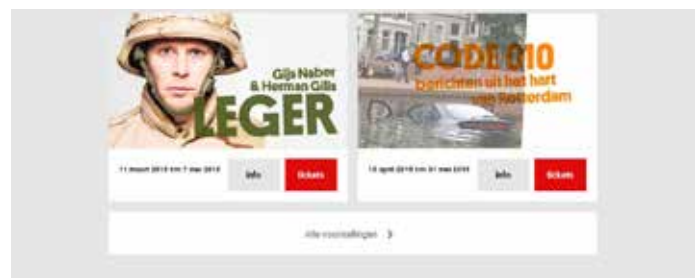 Gijs Naber
& Herman Gilis
LEGER
CODE 010
berichten uit het hart
van Rotterdam
info
tickets
info
tickets
Alle voorstellingen